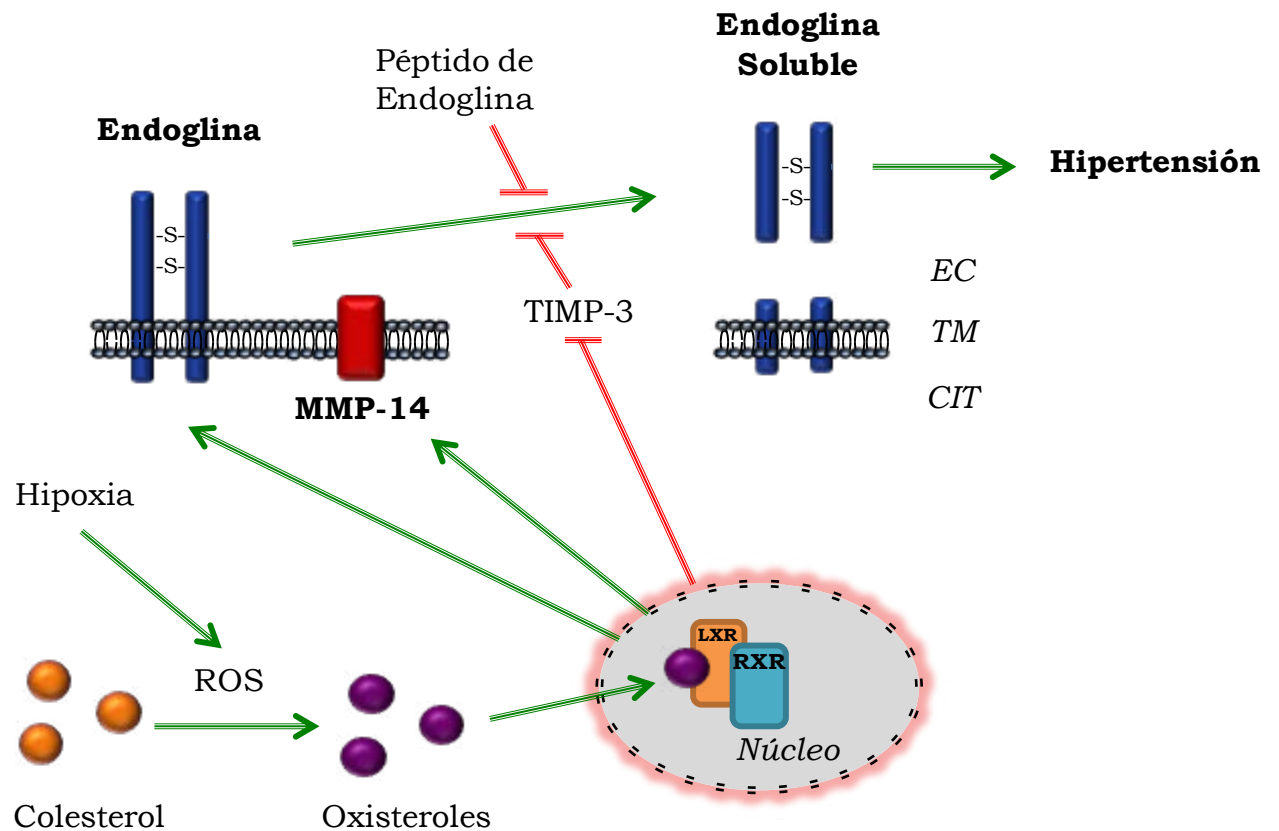 Endoglina
Soluble
Péptido de
Endoglina
Endoglina
Hipertensión
-S-
-S-
-S-
-S-
EC
TIMP-3
TM
CIT
MMP-14
Hipoxia
LXR
RXR
ROS
Núcleo
Colesterol
Oxisteroles